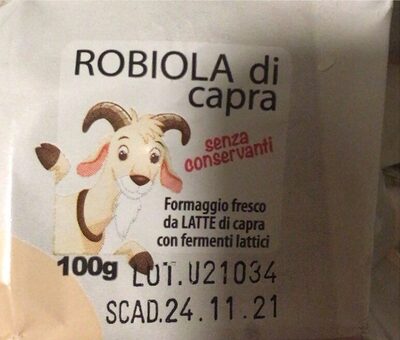 ROBIOLA di
capra
senza
conservanti
Formaggio fresco
da LATTE di capra
con fermenti lattici
100g LOT.U21034
SCAD.24.11.21